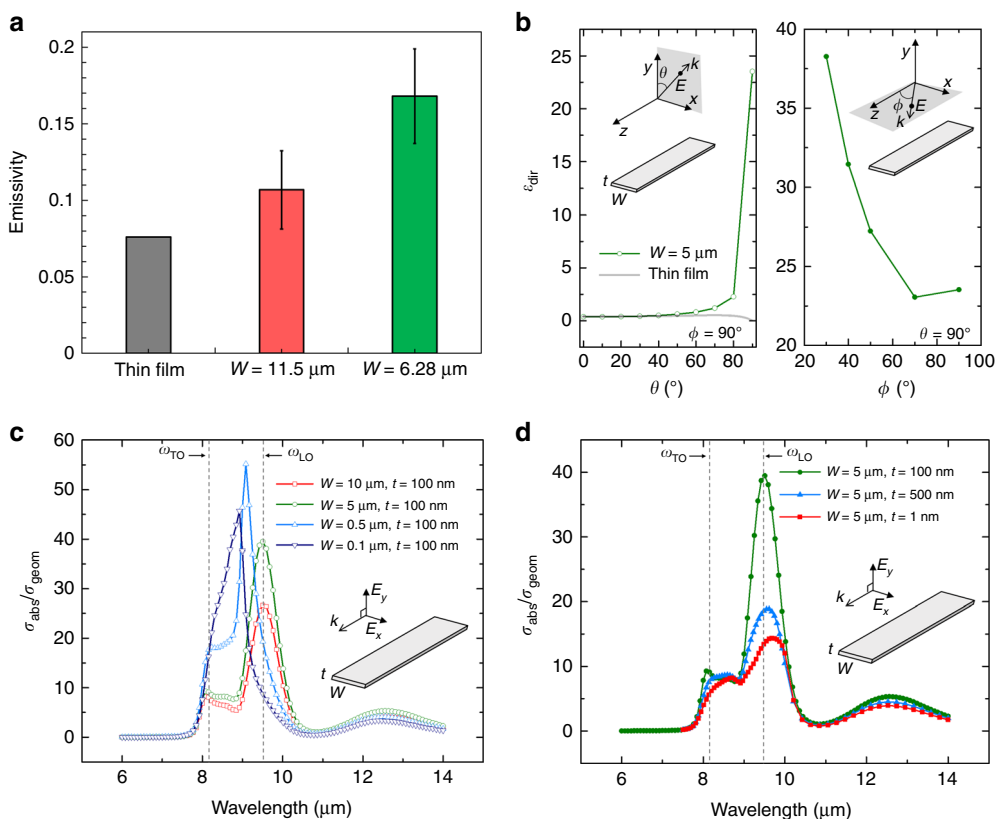 a
Emissivity
0.2
0.15
0.1
0.05
0
Thin film
W = 11.5 μm
W = 6.28 μm
b
ε_dir
25
20
15
10
5
0
y
θ
k
E
x
z
t
W
W = 5 μm
Thin film
ϕ = 90°
0 20 40 60 80
θ (°)
40
35
30
25
20
y
x
z
ϕ
E
k
θ = 90°
20 40 60 80 100
ϕ (°)
c
σ_abs/σ_geom
60
50
40
30
20
10
0
ω_TO
ω_LO
W = 10 μm, t = 100 nm
W = 5 μm, t = 100 nm
W = 0.5 μm, t = 100 nm
W = 0.1 μm, t = 100 nm
E_y
k
E_x
t
W
6 8 10 12 14
Wavelength (μm)
d
σ_abs/σ_geom
40
30
20
10
0
ω_TO
ω_LO
W = 5 μm, t = 100 nm
W = 5 μm, t = 500 nm
W = 5 μm, t = 1 nm
E_y
k
E_x
t
W
6 8 10 12 14
Wavelength (μm)